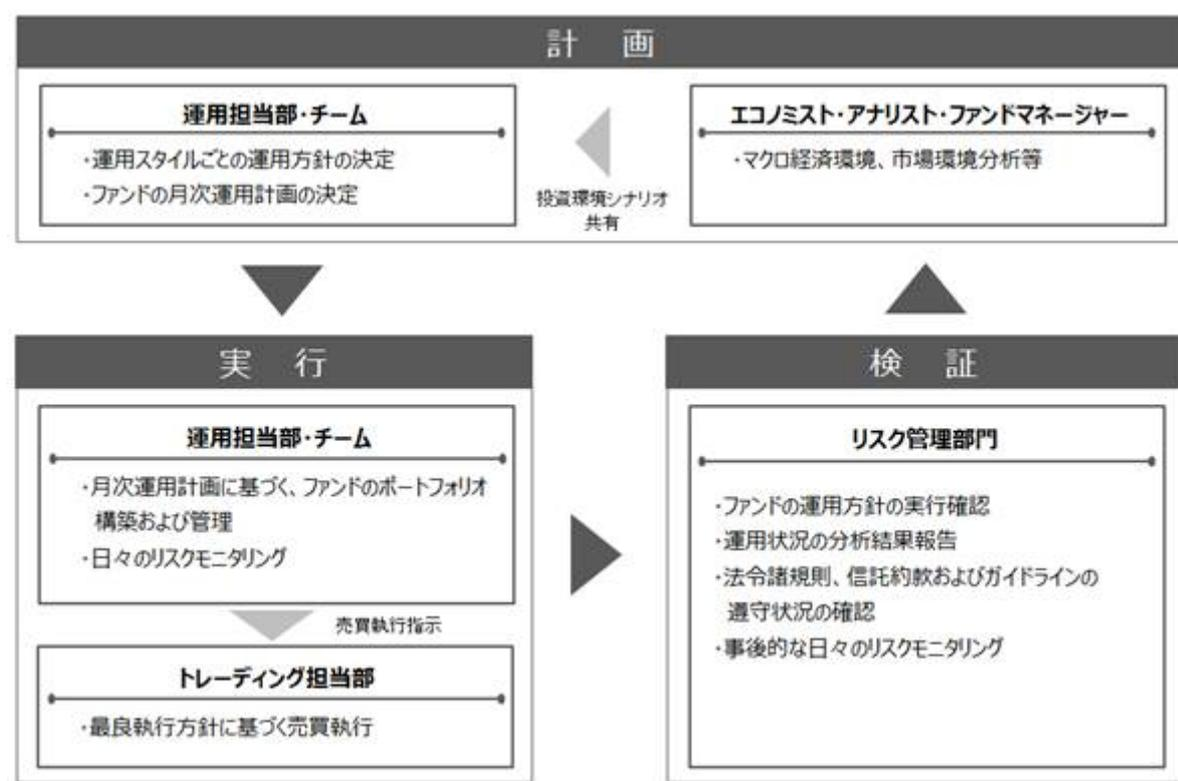 計 画
運用担当部・チーム
・運用スタイルごとの運用方針の決定
・ファンドの月次運用計画の決定
投資環境シナリオ
共有
エコノミスト・アナリスト・ファンドマネージャー
・マクロ経済環境、市場環境分析等
実 行
運用担当部・チーム
・月次運用計画に基づく、ファンドのポートフォリオ
構築および管理
・日々のリスクモニタリング
売買執行指示
トレーディング担当部
・最良執行方針に基づく売買執行
検 証
リスク管理部門
・ファンドの運用方針の実行確認
・運用状況の分析結果報告
・法令諸規則、信託約款およびガイドラインの
遵守状況の確認
・事後的な日々のリスクモニタリング